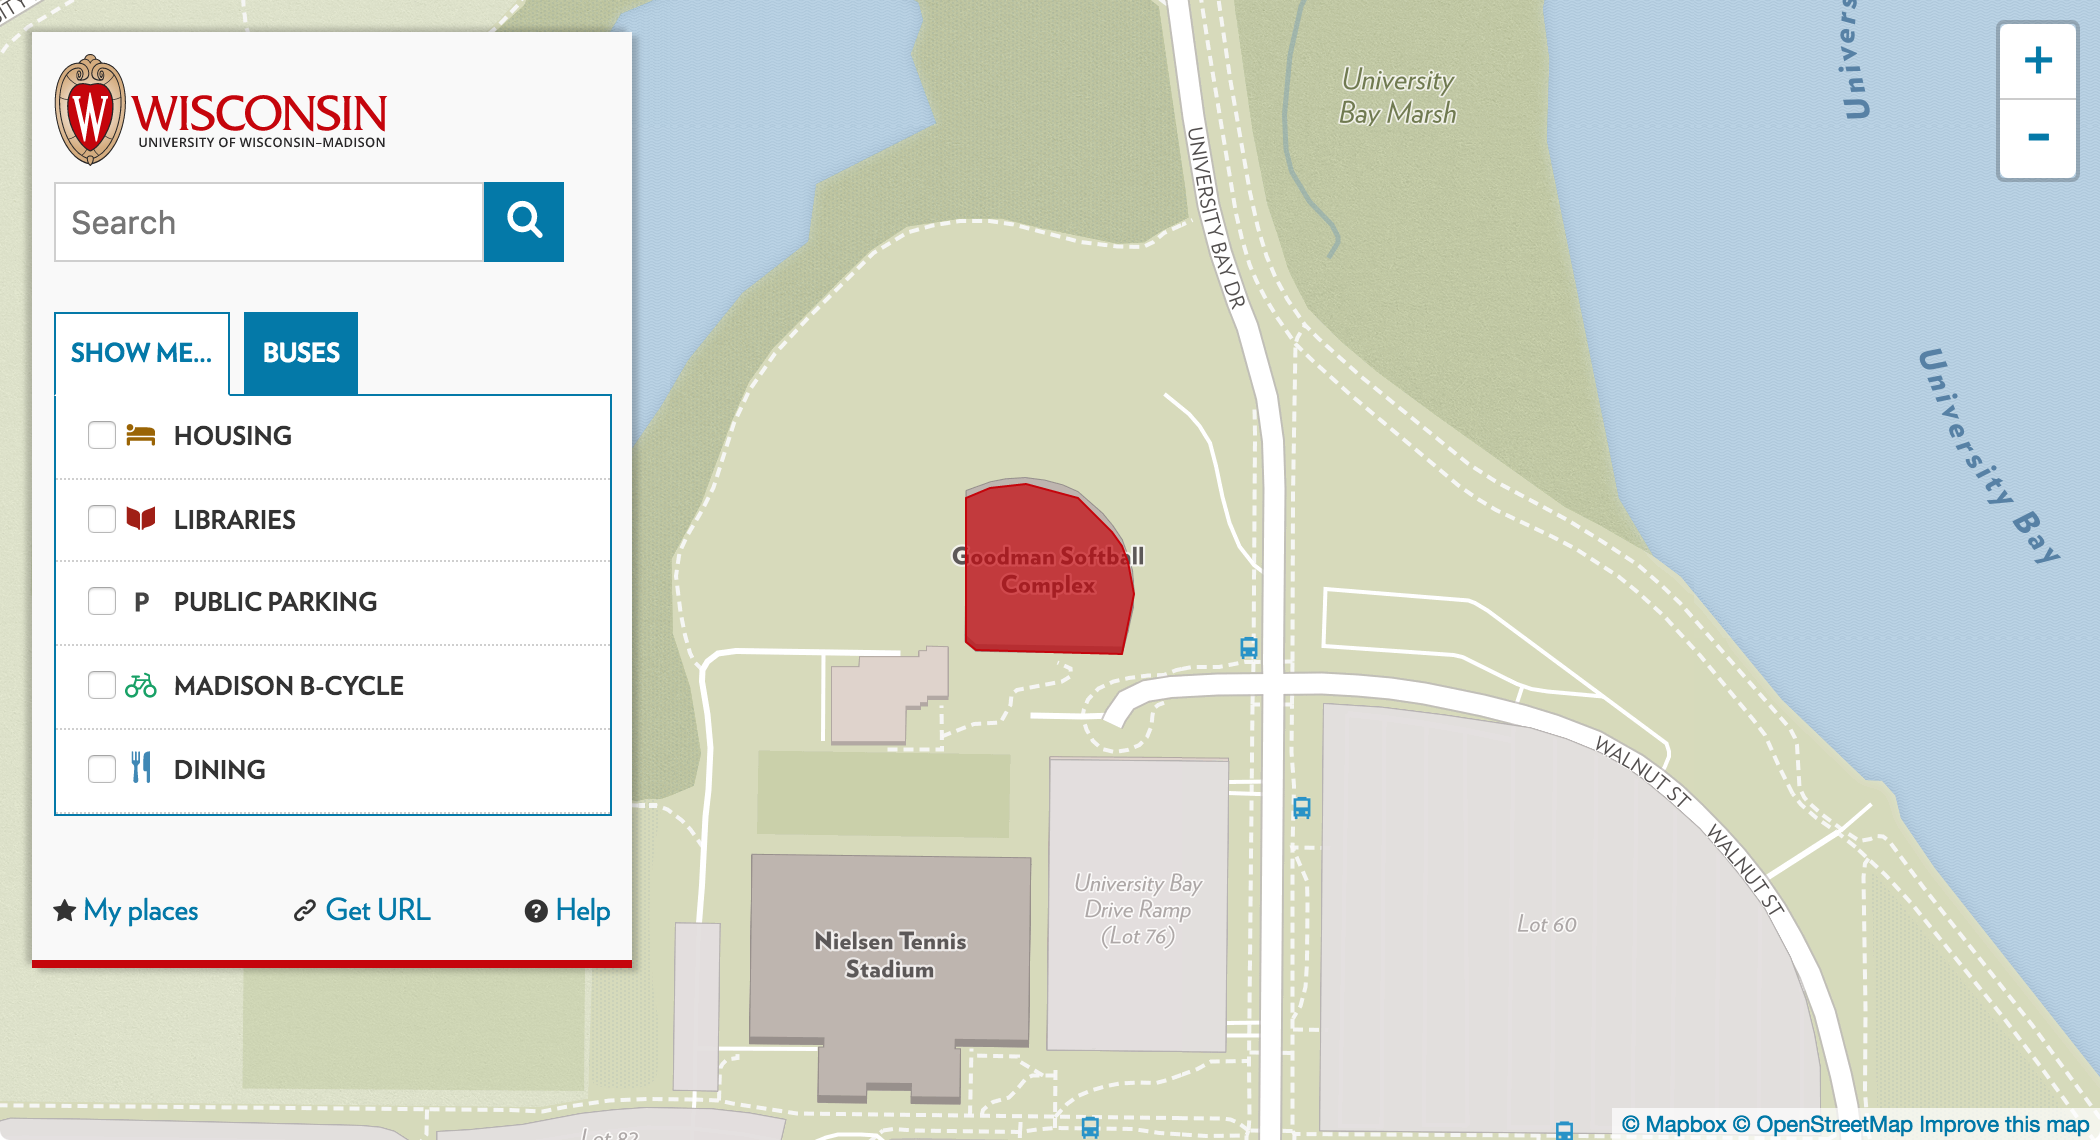 W
WISCONSIN
UNIVERSITY OF WISCONSIN–MADISON
Search
SHOW ME...
BUSES
HOUSING
LIBRARIES
P PUBLIC PARKING
MADISON B-CYCLE
DINING
My places
Get URL
? Help
University
Bay Marsh
UNIVERSITY BAY DR
University Bay
Goodman Softball
Complex
WALNUT ST
WALNUT ST
University Bay
Drive Ramp
(Lot 76)
Lot 60
Nielsen Tennis
Stadium
Lot 82
+
-
© Mapbox © OpenStreetMap Improve this map